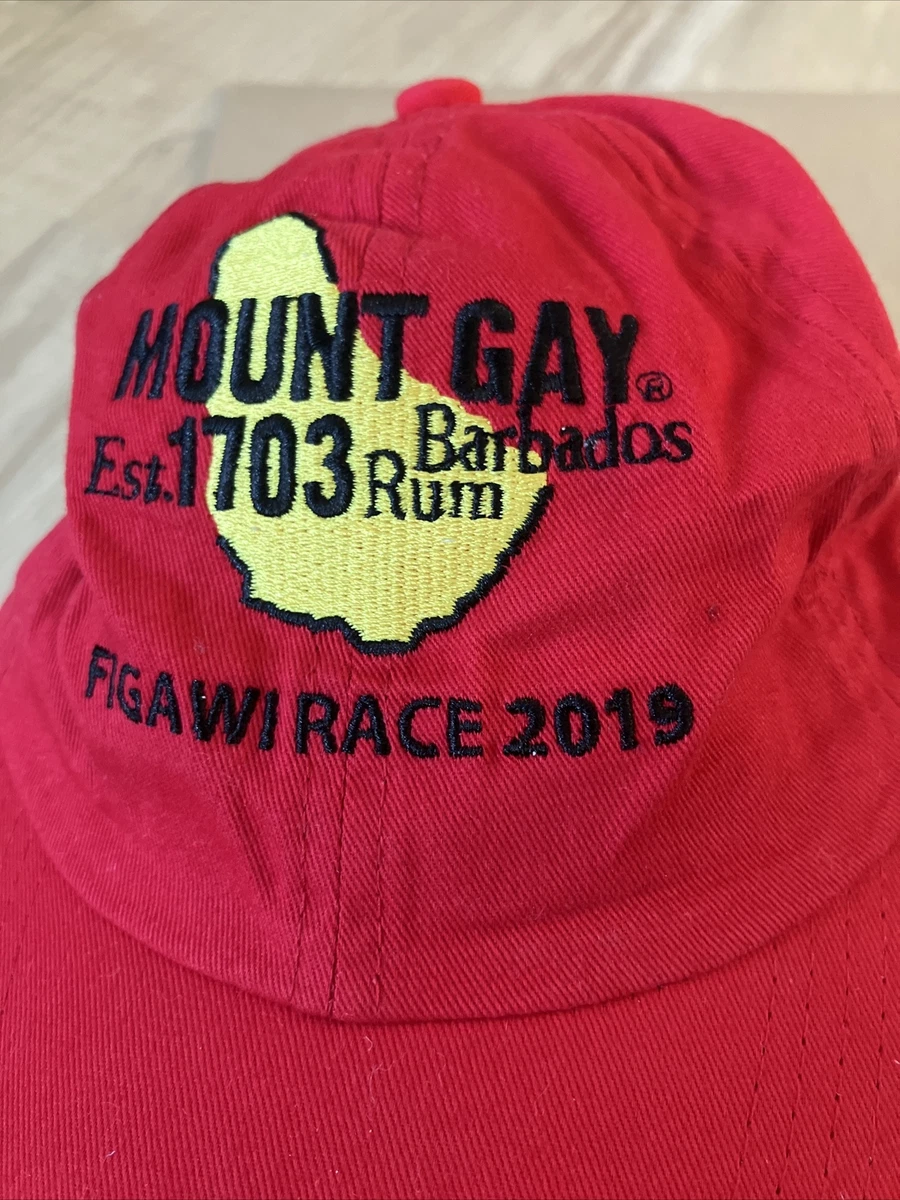 MOUNT GAY®
Est. 1703 Barbados
Rum
FIGAWI RACE 2019